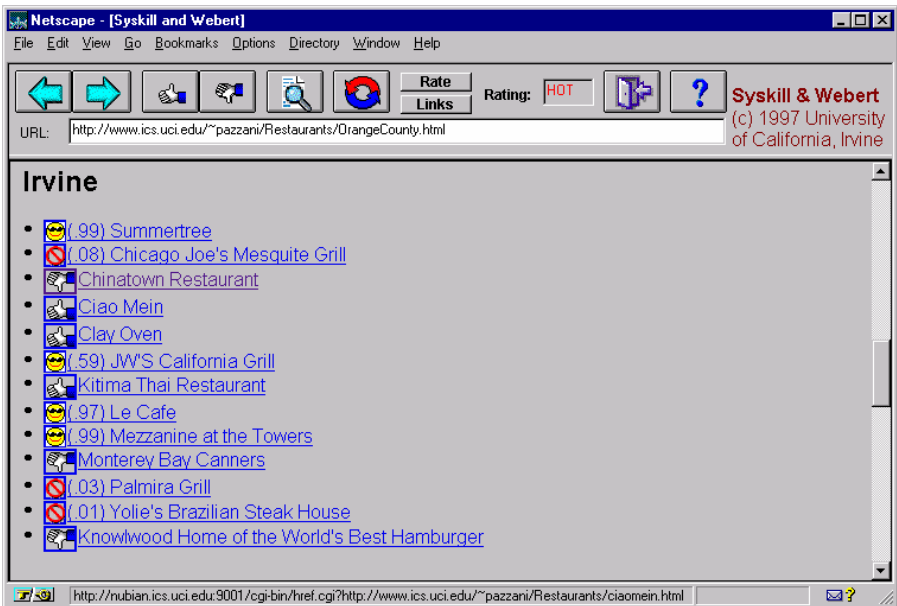 Netscape - [Syskill and Webert]
File Edit View Go Bookmarks Options Directory Window Help
Rate
Links
Rating: HOT
?
Syskill & Webert
(c) 1997 University
of California, Irvine
URL: http://www.ics.uci.edu/~pazzani/Restaurants/OrangeCounty.html
Irvine
• (.99) Summertree
• (.08) Chicago Joe's Mesquite Grill
• Chinatown Restaurant
• Ciao Mein
• Clay Oven
• (.59) JW'S California Grill
• Kitima Thai Restaurant
• (.97) Le Cafe
• (.99) Mezzanine at the Towers
• Monterey Bay Canners
• (.03) Palmira Grill
• (.01) Yolie's Brazilian Steak House
• Knowlwood Home of the World's Best Hamburger
http://nubian.ics.uci.edu:9001/cgi-bin/href.cgi?http://www.ics.uci.edu/~pazzani/Restaurants/ciaomein.html ?